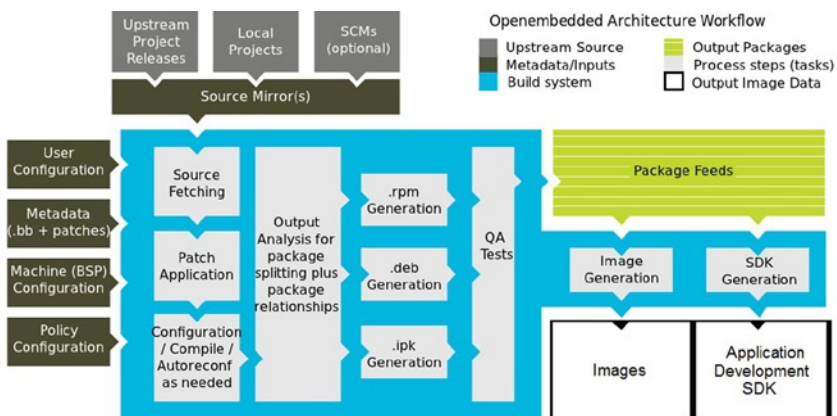 Openembedded Architecture Workflow
Upstream Source
Metadata/Inputs
Build system
Output Packages
Process steps (tasks)
Output Image Data
Upstream
Project
Releases
Local
Projects
SCMs
(optional)
Source Mirror(s)
User
Configuration
Metadata
(.bb + patches)
Machine (BSP)
Configuration
Policy
Configuration
Source
Fetching
Patch
Application
Configuration
/ Compile /
Autoreconf
as needed
Output
Analysis for
package
splitting plus
package
relationships
.rpm
Generation
.deb
Generation
.ipk
Generation
QA
Tests
Package Feeds
Image
Generation
SDK
Generation
Images
Application
Development
SDK